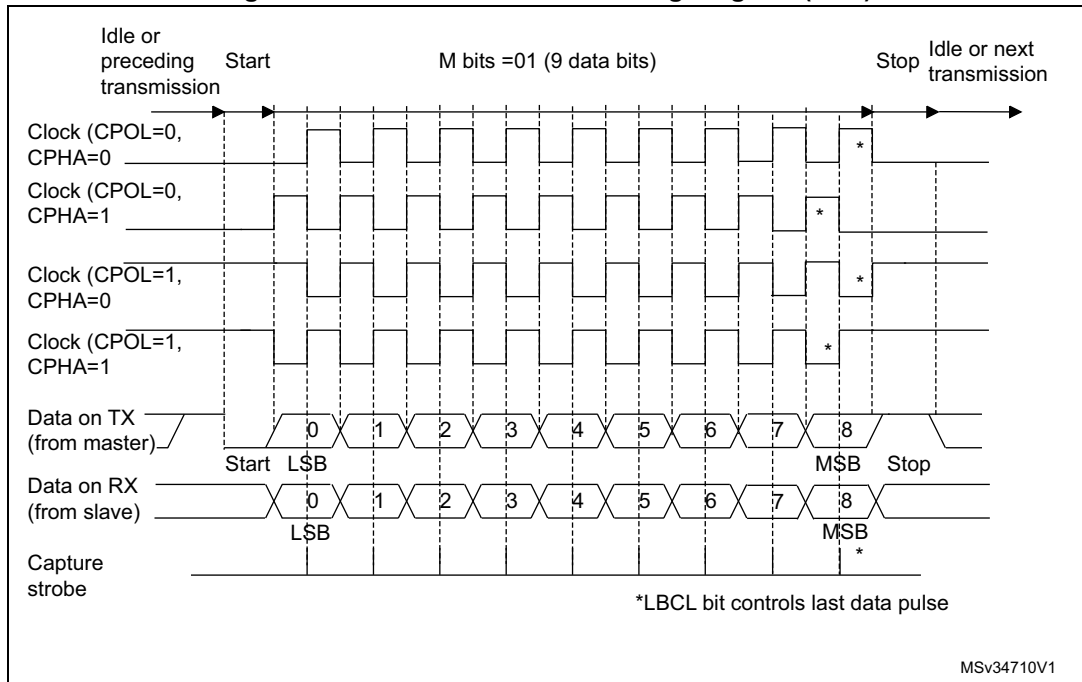 Idle or
preceding
transmission
Start
M bits =01 (9 data bits)
Stop
Idle or next
transmission
Clock (CPOL=0,
CPHA=0
*
Clock (CPOL=0,
CPHA=1
*
Clock (CPOL=1,
CPHA=0
*
Clock (CPOL=1,
CPHA=1
*
Data on TX
(from master)
0 1 2 3 4 5 6 7 8
Start LSB MSB Stop
Data on RX
(from slave)
0 1 2 3 4 5 6 7 8
LSB MSB
Capture
strobe
*
*LBCL bit controls last data pulse
MSv34710V1